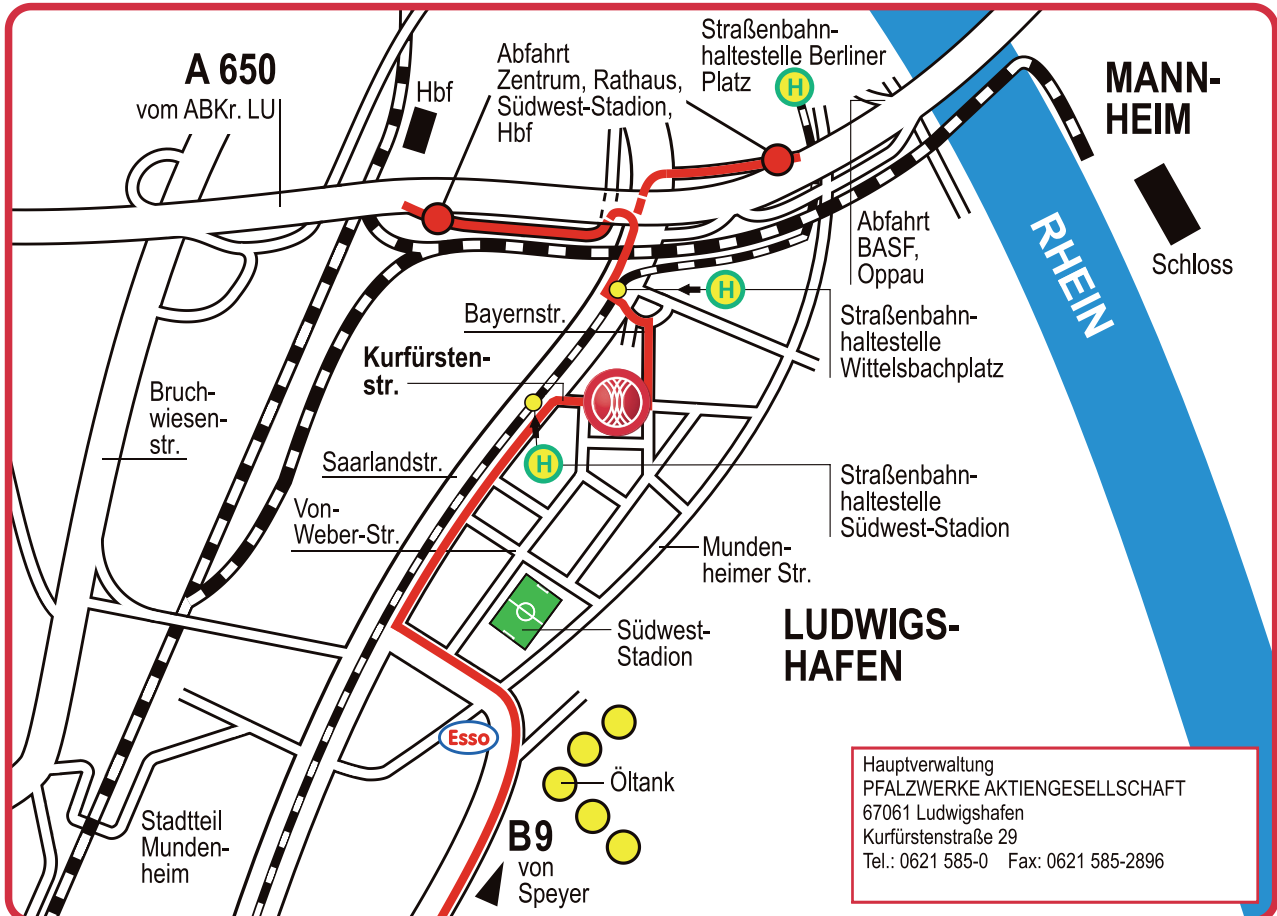 A 650
vom ABKr. LU
Hbf
Abfahrt
Zentrum, Rathaus,
Südwest-Stadion,
Hbf
Straßenbahn-
haltestelle Berliner
Platz
H
MANN-
HEIM
Schloss
RHEIN
Abfahrt
BASF,
Oppau
H
Straßenbahn-
haltestelle
Wittelsbachplatz
Bayernstr.
Kurfürsten-
str.
Bruch-
wiesen-
str.
Saarlandstr.
H
Straßenbahn-
haltestelle
Südwest-Stadion
Von-
Weber-Str.
Munden-
heimer Str.
Südwest-
Stadion
LUDWIGS-
HAFEN
Esso
Öltank
Stadtteil
Munden-
heim
B9
von
Speyer
Hauptverwaltung
PFALZWERKE AKTIENGESELLSCHAFT
67061 Ludwigshafen
Kurfürstenstraße 29
Tel.: 0621 585-0 Fax: 0621 585-2896